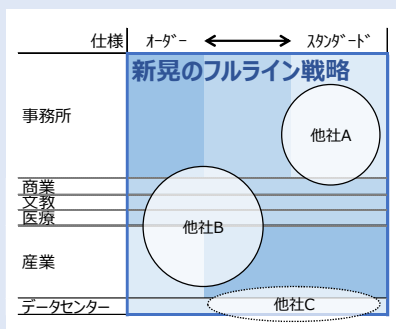 仕様 ｵｰﾀﾞｰ ｽﾀﾝﾀﾞｰﾄﾞ
新晃のフルライン戦略
事務所
他社A
商業
文教
医療
他社B
産業
データセンター
他社C